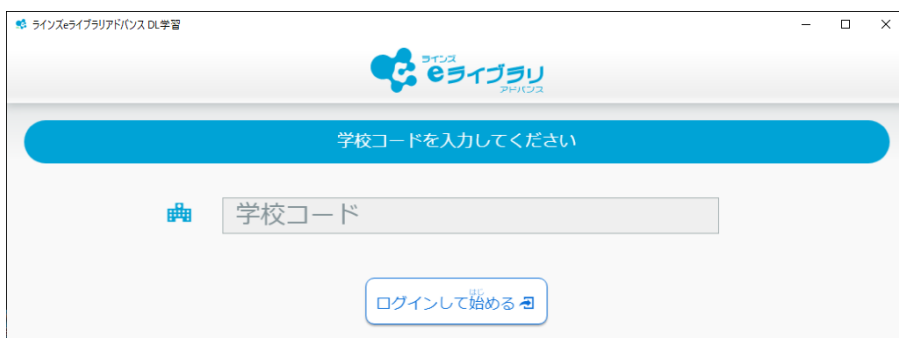 ラインズeライブラリアドバンス DL学習
ラインズ
eライブラリ
アドバンス
学校コードを入力してください
学校コード
はじ
ログインして始める